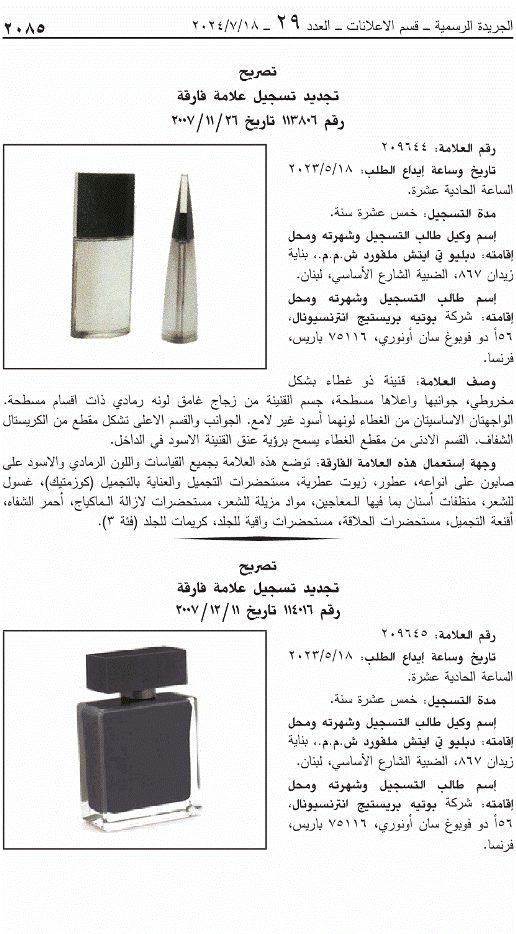 الجريدة الرسمية ــ قسم الاعلانات ــ العدد ٢٩ ــ ٢٠٢٤/٧/١٨
٢٠٨٥
تصريح
تجديد تسجيل علامة فارقة
رقم ١١٣٨٠٦ تاريخ ٢٠٠٧/١١/٢٦
رقم العلامة: ٢٠٩٦٤٤
تاريخ وساعة إيداع الطلب: ٢٠٢٣/٥/١٨
الساعة الحادية عشرة.
مدة التسجيل: خمس عشرة سنة.
إسم وكيل طالب التسجيل وشهرته ومحل
إقامته: دبليو تي ايتش ملفورد ش.م.م.، بناية
زيدان ٨٦٧، الضبية الشارع الأساسي، لبنان.
إسم طالب التسجيل وشهرته ومحل
إقامته: شركة بوتيه بريستيج انترنسيونال،
٥٦أ دو فوبوغ سان أونوري، ٧٥١١٦ باريس،
فرنسا.
وصف العلامة: قنينة ذو غطاء بشكل
مخروطي، جوانبها واعلاها مسطحة، جسم القنينة من زجاج غامق لونه رمادي ذات اقسام مسطحة.
الواجهتان الاساسيتان من الغطاء لونهما أسود غير لامع. الجوانب والقسم الاعلى تشكل مقطع من الكريستال
الشفاف. القسم الادنى من مقطع الغطاء يسمح برؤية عنق القنينة الاسود في الداخل.
وجهة إستعمال هذه العلامة الفارقة: توضع هذه العلامة بجميع القياسات واللون الرمادي والاسود على
صابون على انواعه، عطور، زيوت عطرية، مستحضرات التجميل والعناية بالتجميل (كوزمتيك)، غسول
للشعر، منظفات أسنان بما فيها المعاجين، مواد مزيلة للشعر، مستحضرات لازالة الماكياج، أحمر الشفاه،
أقنعة التجميل، مستحضرات الحلاقة، مستحضرات واقية للجلد، كريمات للجلد (فئة ٣).
تصريح
تجديد تسجيل علامة فارقة
رقم ١١٤٠١٦ تاريخ ٢٠٠٧/١٢/١١
رقم العلامة: ٢٠٩٦٤٥
تاريخ وساعة إيداع الطلب: ٢٠٢٣/٥/١٨
الساعة الحادية عشرة.
مدة التسجيل: خمس عشرة سنة.
إسم وكيل طالب التسجيل وشهرته ومحل
إقامته: دبليو تي ايتش ملفورد ش.م.م.، بناية
زيدان ٨٦٧، الضبية الشارع الأساسي، لبنان.
إسم طالب التسجيل وشهرته ومحل
إقامته: شركة بوتيه بريستيج انترنسيونال،
٥٦أ دو فوبوغ سان أونوري، ٧٥١١٦ باريس،
فرنسا.